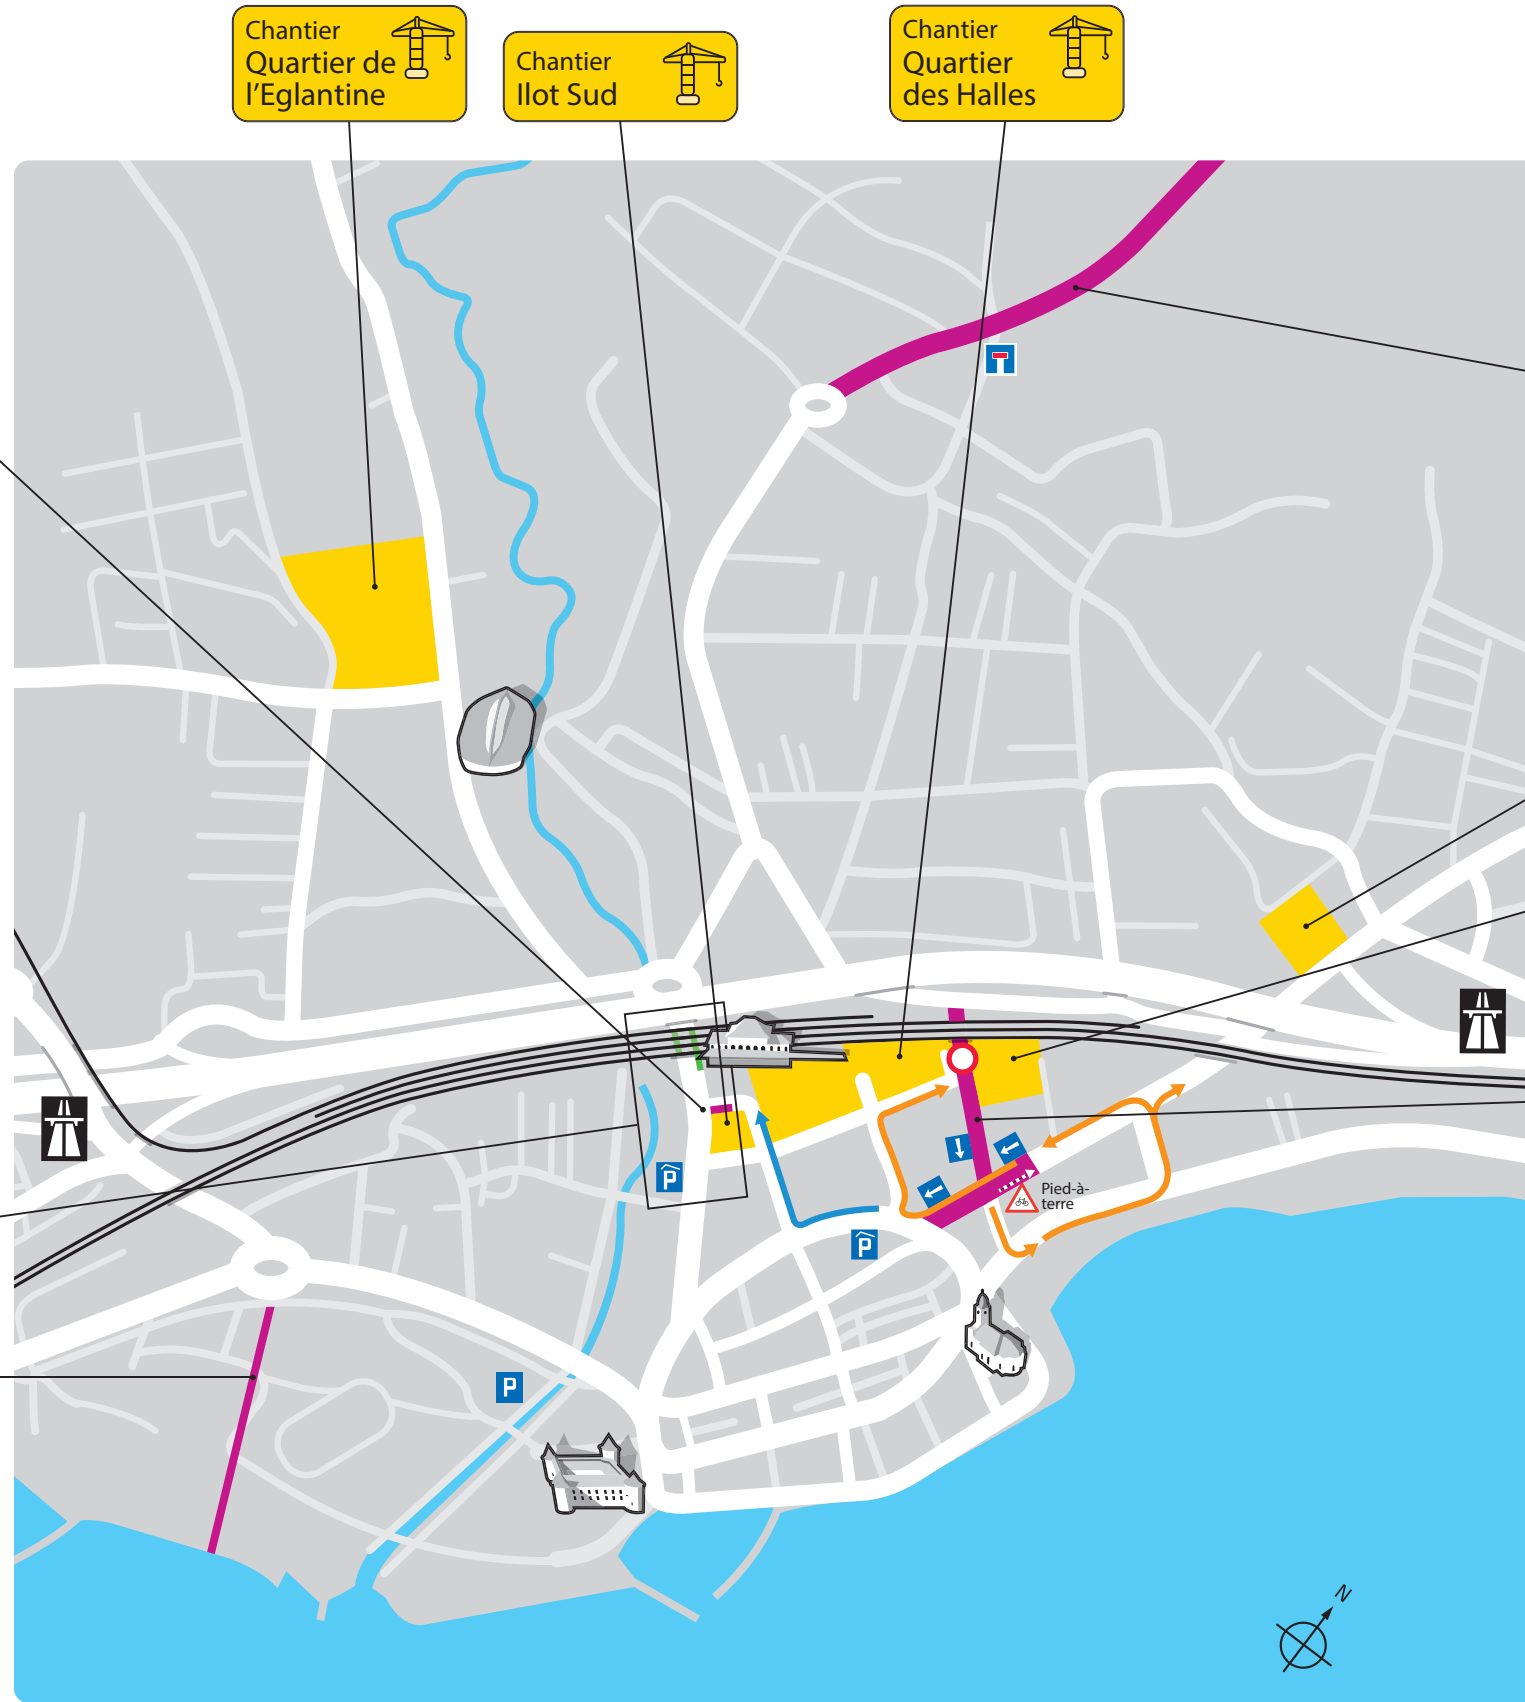 Chantier
Quartier de
l'Eglantine
Chantier
Ilot Sud
Chantier
Quartier
des Halles
P
P
Pied-à-
terre
P
N